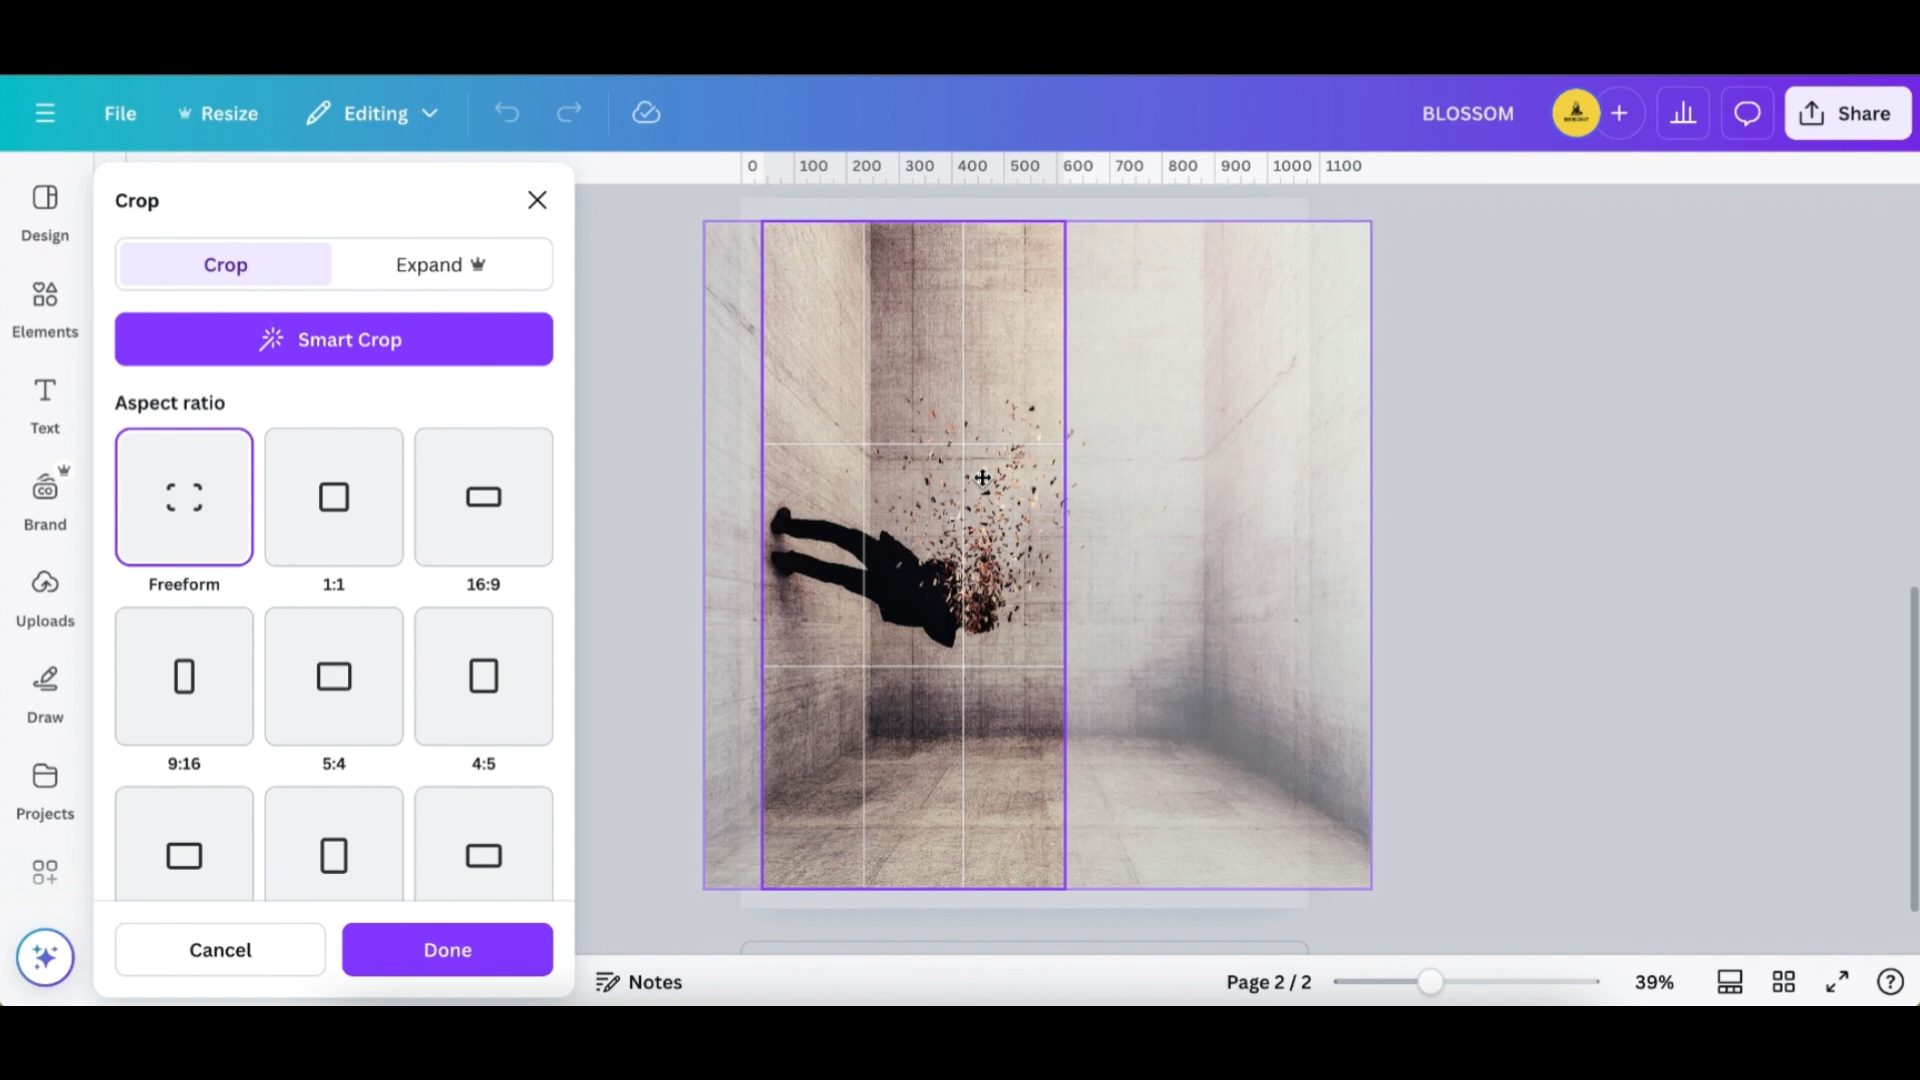 File
Resize
Editing
BLOSSOM
Share
Design
Elements
Text
Brand
Uploads
Draw
Projects
Crop
Crop
Expand
Smart Crop
Aspect ratio
Freeform
1:1
16:9
9:16
5:4
4:5
Cancel
Done
0 100 200 300 400 500 600 700 800 900 1000 1100
Notes
Page 2 / 2
39%